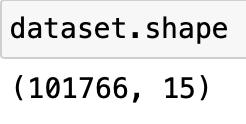 dataset.shape
(101766, 15)